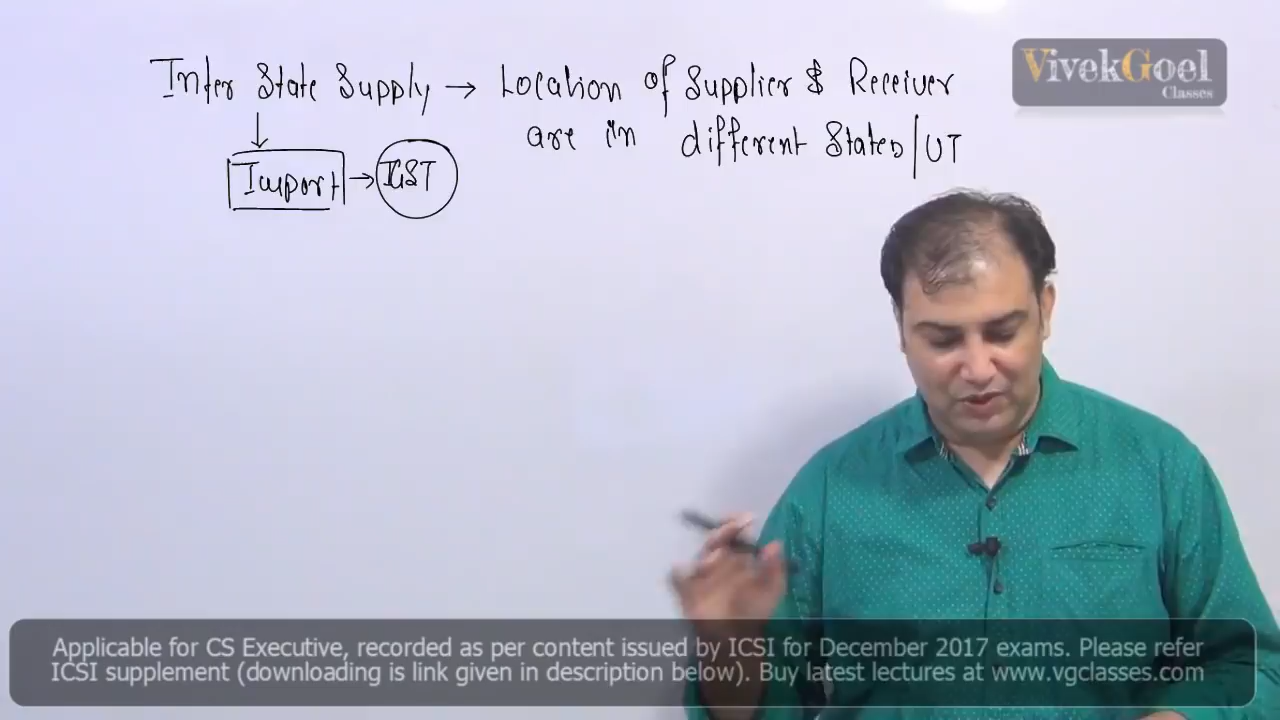 Inter State Supply → Location of Supplier & Receiver
are in different States/UT
Import → IGST
VivekGoel
Classes
Applicable for CS Executive, recorded as per content issued by ICSI for December 2017 exams. Please refer
ICSI supplement (downloading is link given in description below). Buy latest lectures at www.vgclasses.com